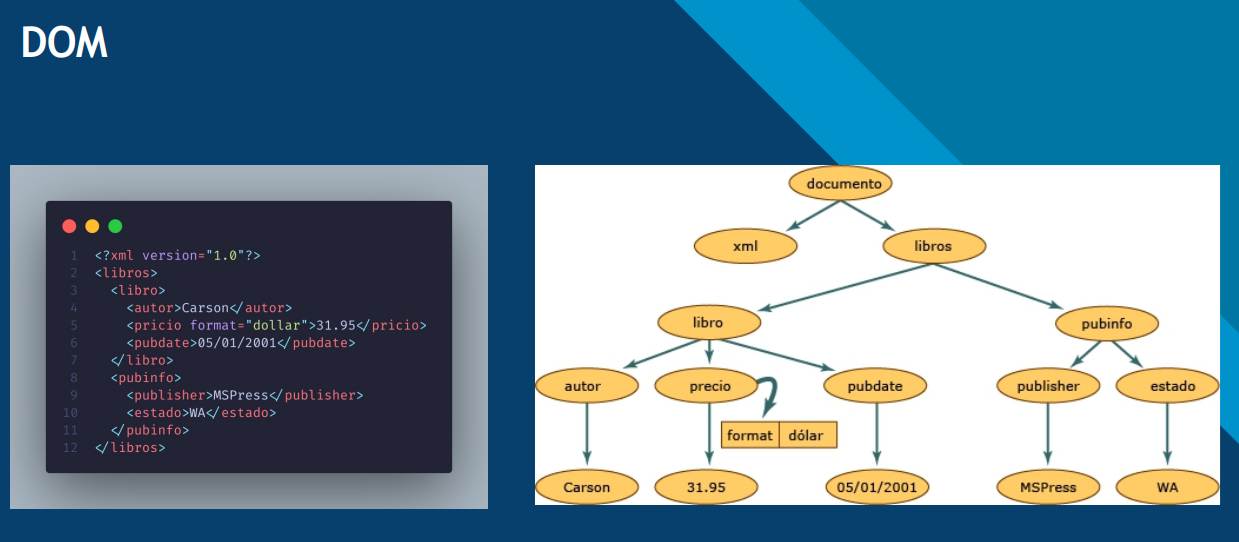 DOM
1 <?xml version="1.0"?>
2 <libros>
3 <libro>
4 <autor>Carson</autor>
5 <pricio format="dollar">31.95</pricio>
6 <pubdate>05/01/2001</pubdate>
7 </libro>
8 <pubinfo>
9 <publisher>MSPress</publisher>
10 <estado>WA</estado>
11 </pubinfo>
12 </libros>
documento
xml libros
libro pubinfo
autor precio pubdate publisher estado
format dólar
Carson 31.95 05/01/2001 MSPress WA